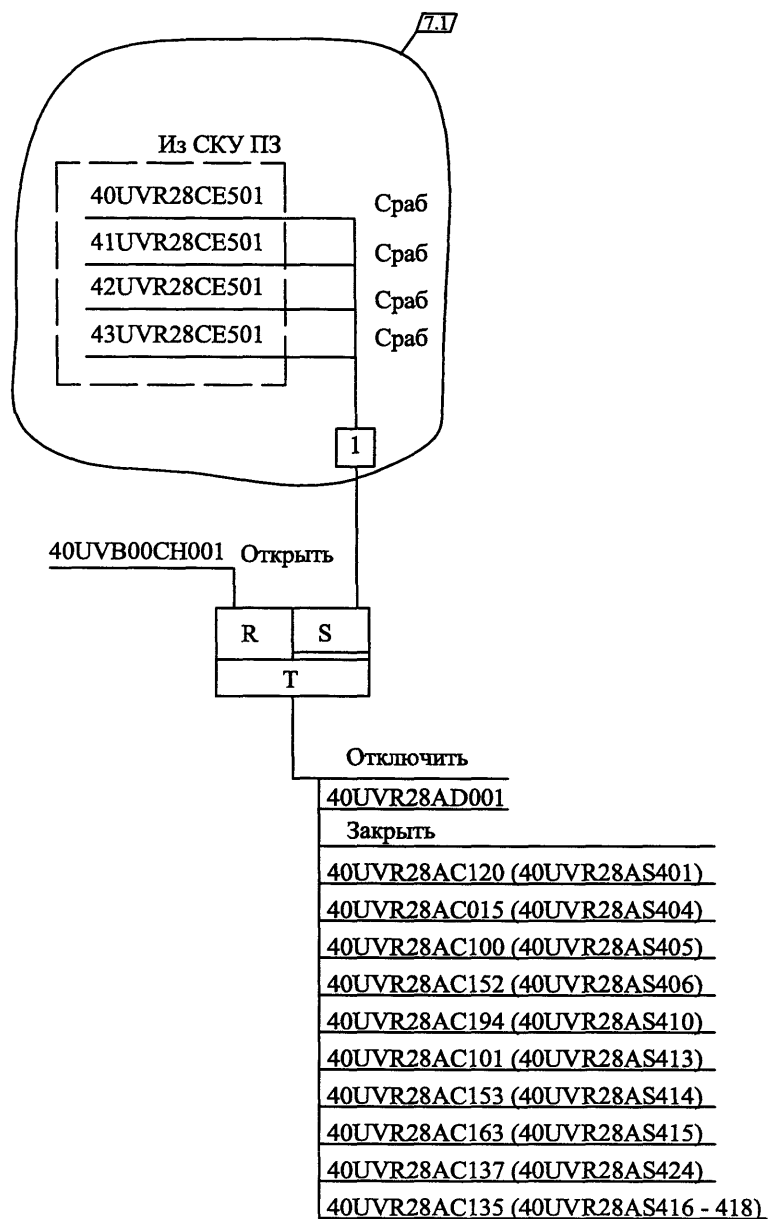 7.1
Из СКУ ПЗ
40UVR28CE501 Сраб
41UVR28CE501 Сраб
42UVR28CE501 Сраб
43UVR28CE501 Сраб
1
40UVB00CH001 Открыть
R S
T
Отключить
40UVR28AD001
Закрыть
40UVR28AC120 (40UVR28AS401)
40UVR28AC015 (40UVR28AS404)
40UVR28AC100 (40UVR28AS405)
40UVR28AC152 (40UVR28AS406)
40UVR28AC194 (40UVR28AS410)
40UVR28AC101 (40UVR28AS413)
40UVR28AC153 (40UVR28AS414)
40UVR28AC163 (40UVR28AS415)
40UVR28AC137 (40UVR28AS424)
40UVR28AC135 (40UVR28AS416 - 418)